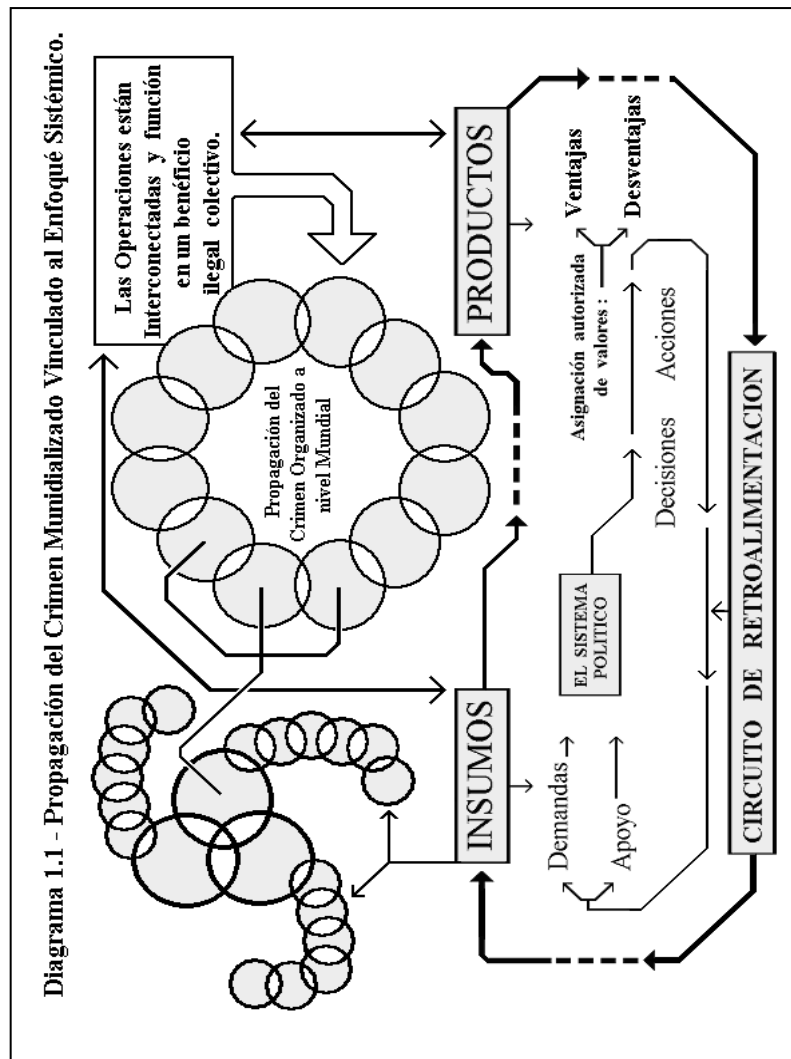 Diagrama 1.1 - Propagación del Crimen Munidializado Vinculado al Enfoqué Sistémico.
Las Operaciones están
Interconectadas y función
en un benéficio
ilegal colectivo.
Propagación del
Crimen Organizado a
nivel Mundial
INSUMOS
PRODUCTOS
Demandas
Apoyo
EL SISTEMA
POLITICO
Decisiones
Acciones
Asignación autorizada
de valores :
Ventajas
Desventajas
CIRCUITO DE RETROALIMENTACION